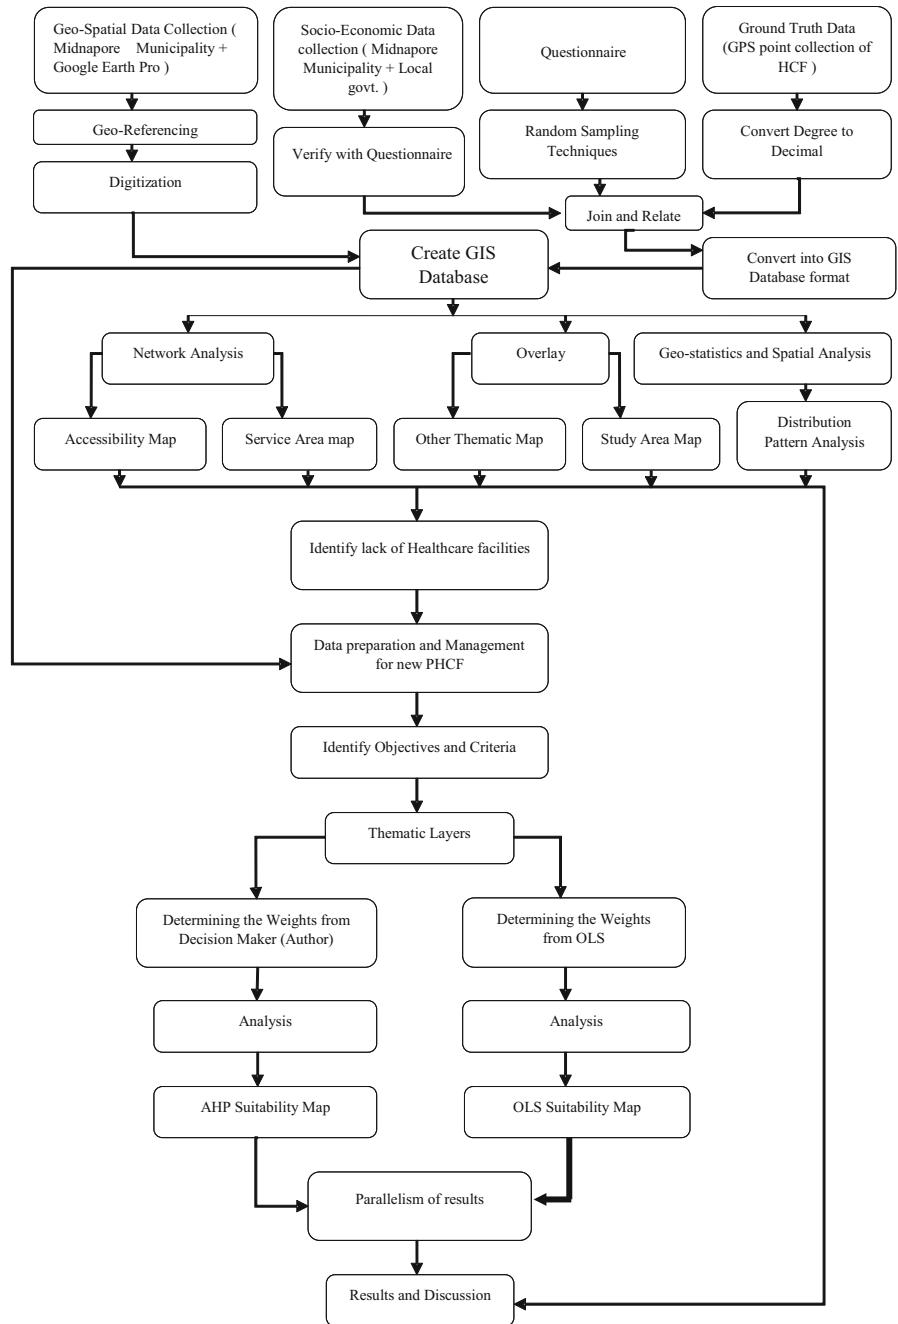 Geo-Spatial Data Collection (
Midnapore Municipality +
Google Earth Pro )
Socio-Economic Data
collection ( Midnapore
Municipality + Local
govt. )
Questionnaire
Ground Truth Data
(GPS point collection of
HCF )
Geo-Referencing
Verify with Questionnaire
Random Sampling
Techniques
Convert Degree to
Decimal
Digitization
Join and Relate
Create GIS
Database
Convert into GIS
Database format
Network Analysis
Overlay
Geo-statistics and Spatial Analysis
Accessibility Map
Service Area map
Other Thematic Map
Study Area Map
Distribution
Pattern Analysis
Identify lack of Healthcare facilities
Data preparation and Management
for new PHCF
Identify Objectives and Criteria
Thematic Layers
Determining the Weights from
Decision Maker (Author)
Determining the Weights
from OLS
Analysis
Analysis
AHP Suitability Map
OLS Suitability Map
Parallelism of results
Results and Discussion